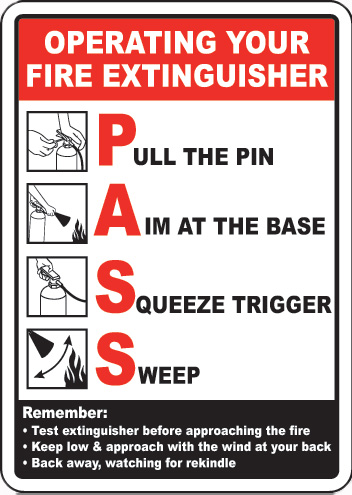 OPERATING YOUR
FIRE EXTINGUISHER
PULL THE PIN
AIM AT THE BASE
SQUEEZE TRIGGER
SWEEP
Remember:
• Test extinguisher before approaching the fire
• Keep low & approach with the wind at your back
• Back away, watching for rekindle